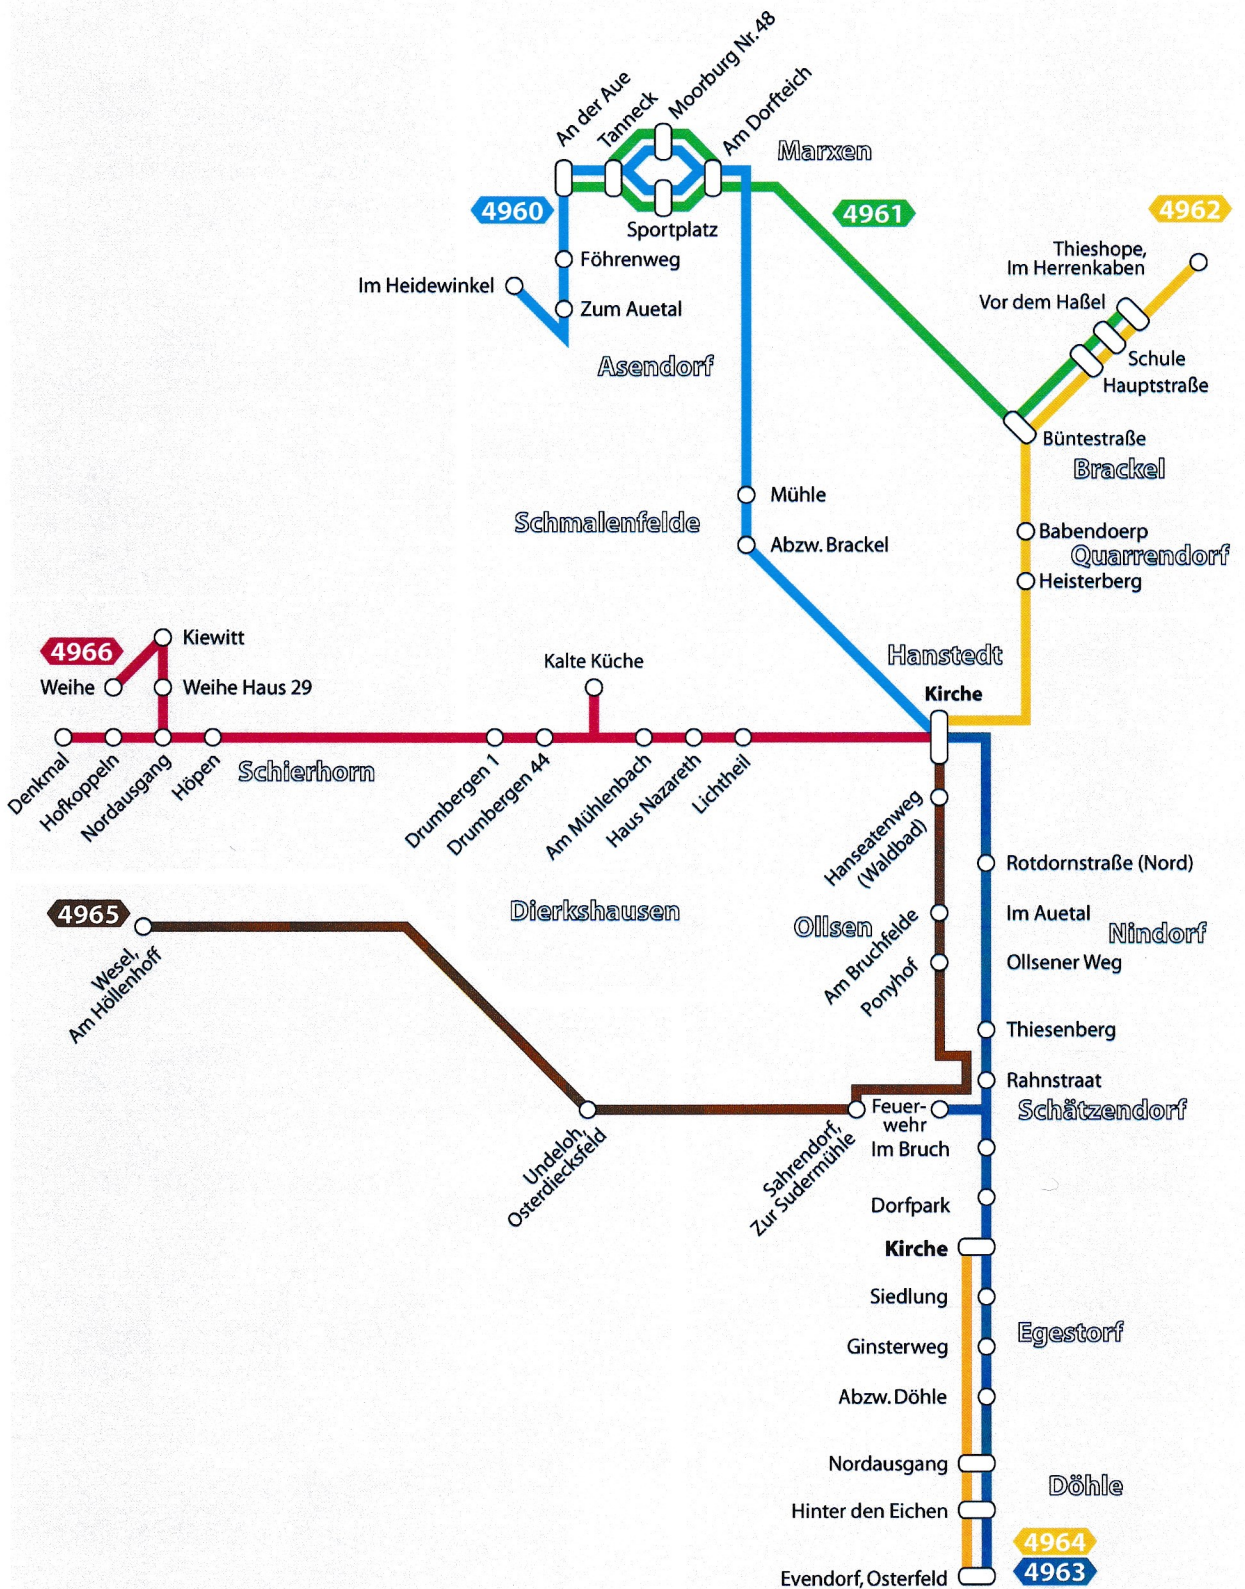 An der Aue
Tanneck
Moorburg Nr. 48
Am Dorfteich
Marxen
4960
4961
4962
Sportplatz
Föhrenweg
Im Heidewinkel
Zum Auetal
Asendorf
Thieshope,
Im Herrenkaben
Vor dem Haßel
Schule
Hauptstraße
Büntestraße
Brackel
Mühle
Schmalenfelde
Abzw. Brackel
Babendoerp
Quarrendorf
Heisterberg
4966
Kiewitt
Weihe
Weihe Haus 29
Kalte Küche
Hanstedt
Kirche
Denkmal
Hofkoppeln
Nordausgang
Höpen
Schierhorn
Drumbergen 1
Drumbergen 44
Am Mühlenbach
Haus Nazareth
Lichtheil
Hanseatenweg
(Waldbad)
Rotdornstraße (Nord)
4965
Dierkshausen
Ollsen
Im Auetal
Nindorf
Wesel,
Am Höllenhoff
Am Bruchfelde
Ponyhof
Ollsener Weg
Thiesenberg
Rahnstraat
Schätzendorf
Undeloh,
Osterdiecksfeld
Sahrendorf,
Zur Sudermühle
Feuer-
wehr
Im Bruch
Dorfpark
Kirche
Siedlung
Egestorf
Ginsterweg
Abzw. Döhle
Nordausgang
Döhle
Hinter den Eichen
4964
4963
Evendorf, Osterfeld